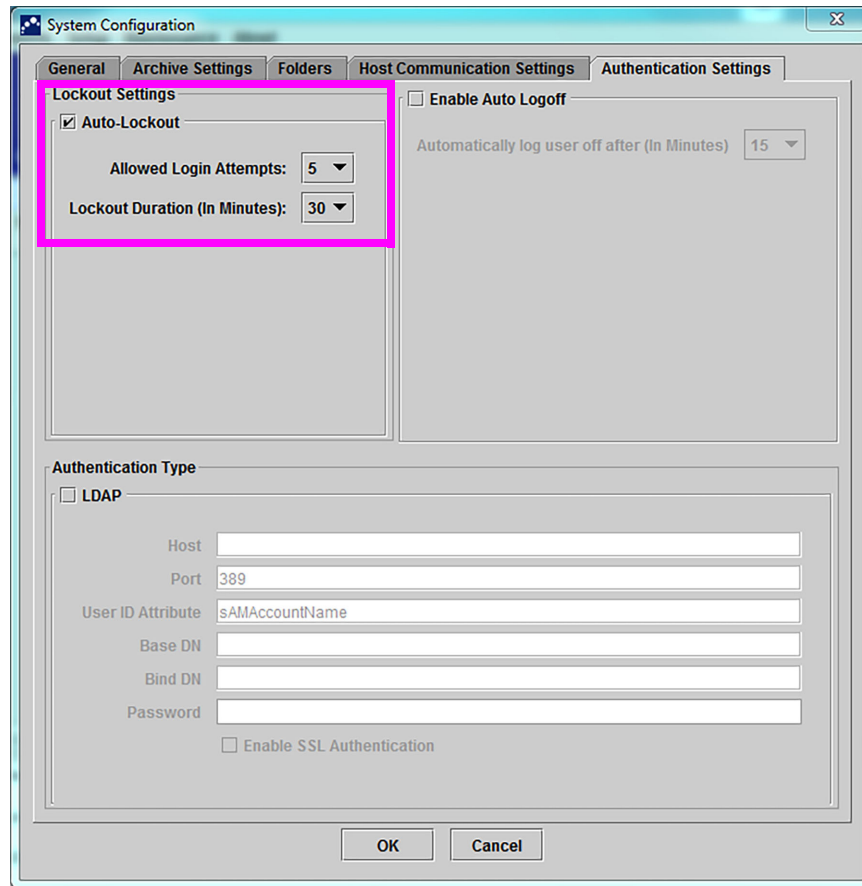 System Configuration
General Archive Settings Folders Host Communication Settings Authentication Settings
Lockout Settings
Auto-Lockout
Allowed Login Attempts: 5
Lockout Duration (In Minutes): 30
Enable Auto Logoff
Automatically log user off after (In Minutes) 15
Authentication Type
LDAP
Host
Port 389
User ID Attribute sAMAccountName
Base DN
Bind DN
Password
Enable SSL Authentication
OK Cancel